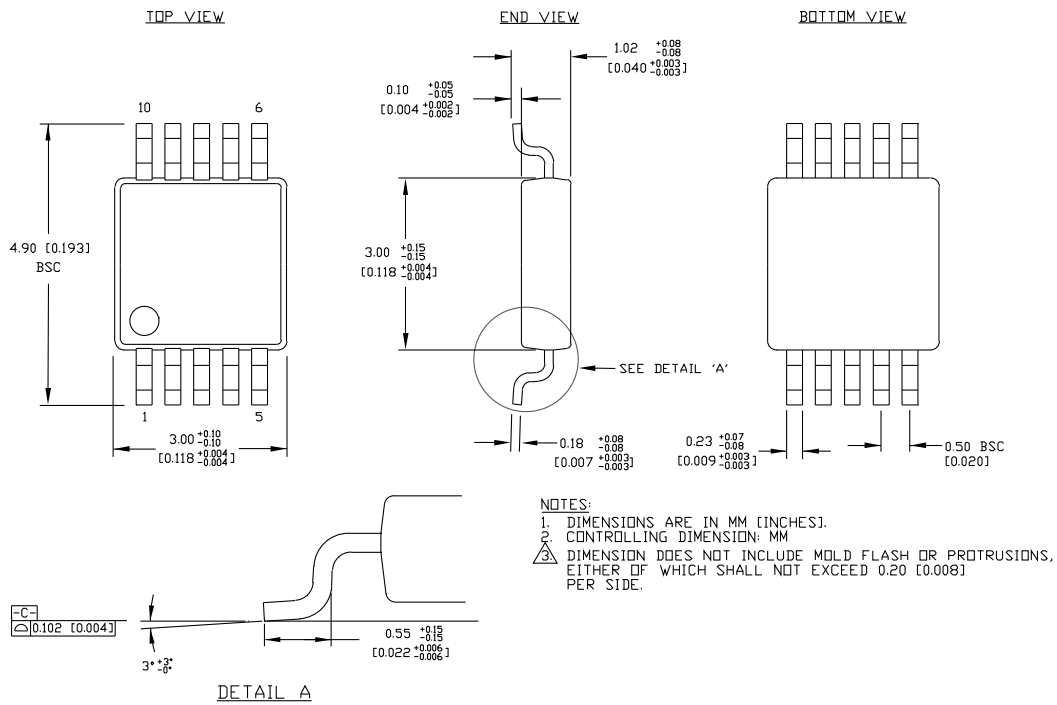 TOP VIEW
END VIEW
BOTTOM VIEW
1.02 +0.08 -0.08
[0.040 +0.003 -0.003]
0.10 +0.05 -0.05
[0.004 +0.002 -0.002]
10 6
4.90 [0.193]
BSC
3.00 +0.15 -0.15
[0.118 +0.004 -0.004]
SEE DETAIL 'A'
1 5
3.00 +0.10 -0.10
[0.118 +0.004 -0.004]
0.18 +0.08 -0.08
[0.007 +0.003 -0.003]
0.23 +0.07 -0.08
[0.009 +0.003 -0.003]
0.50 BSC
[0.020]
NOTES:
1. DIMENSIONS ARE IN MM [INCHES].
2. CONTROLLING DIMENSION: MM
3. DIMENSION DOES NOT INCLUDE MOLD FLASH OR PROTRUSIONS,
EITHER OF WHICH SHALL NOT EXCEED 0.20 [0.008]
PER SIDE.
-C-
0.102 [0.004]
3° +3° -0°
0.55 +0.15 -0.15
[0.022 +0.006 -0.006]
DETAIL A